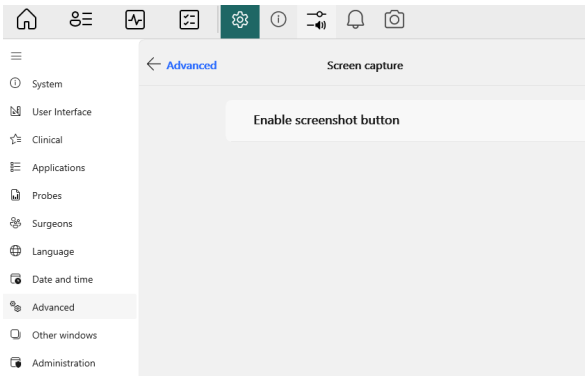 System
Advanced
Screen capture
User Interface
Enable screenshot button
Clinical
Applications
Probes
Surgeons
Language
Date and time
Advanced
Other windows
Administration